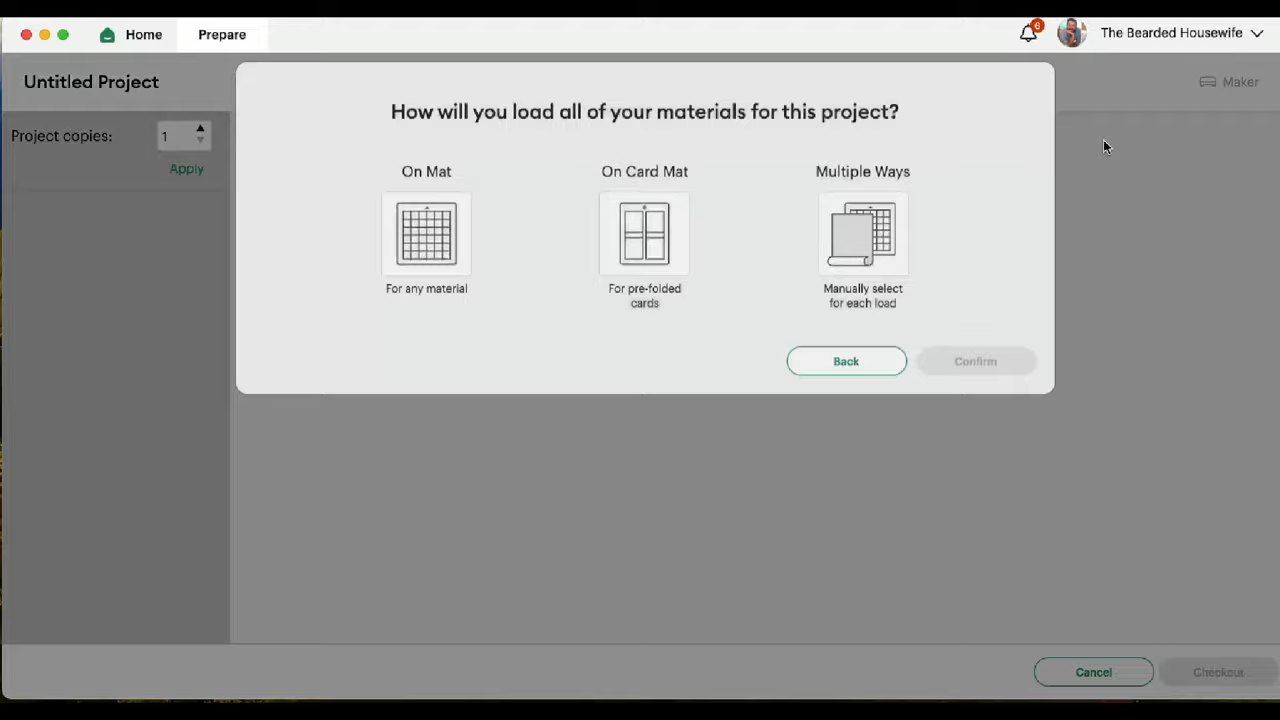 Home
Prepare
6
The Bearded Housewife
Untitled Project
Maker
Project copies:
1
Apply
How will you load all of your materials for this project?
On Mat
On Card Mat
Multiple Ways
For any material
For pre-folded
cards
Manually select
for each load
Back
Confirm
Cancel
Checkout